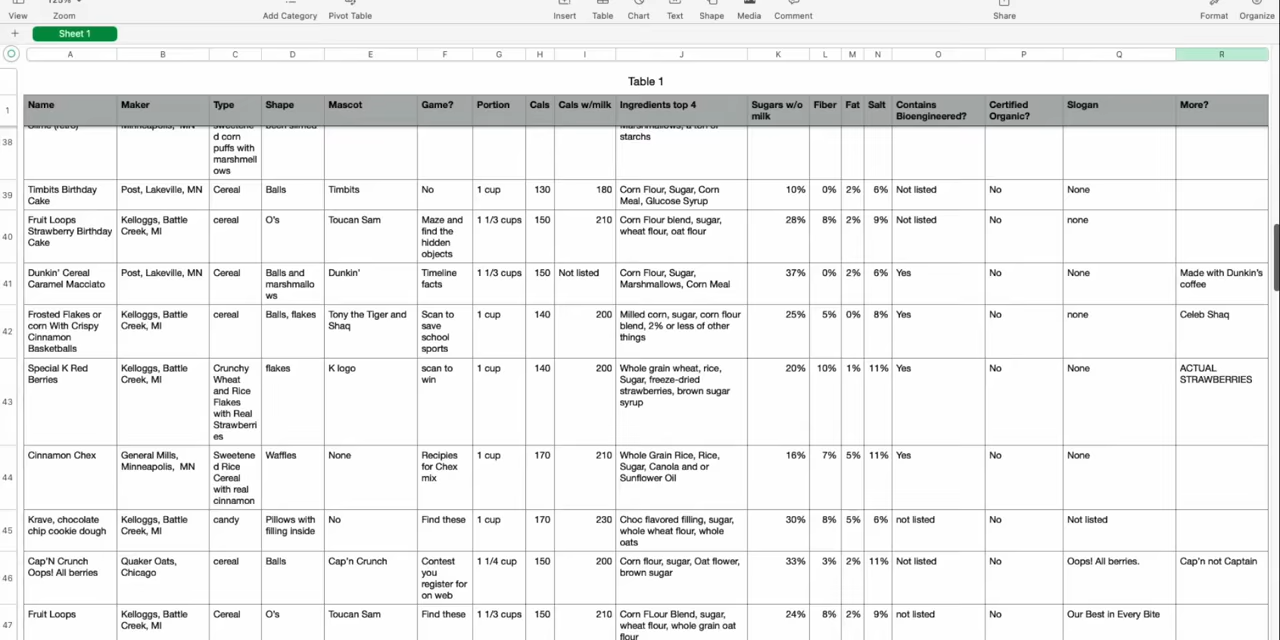 View Zoom Add Category Pivot Table Insert Table Chart Text Shape Media Comment Share Format Organize
+ Sheet 1
A B C D E F G H I J K L M N O P Q R
Table 1
1 Name Maker Type Shape Mascot Game? Portion Cals Cals w/milk Ingredients top 4 Sugars w/o milk Fiber Fat Salt Contains Bioengineered? Certified Organic? Slogan More?
38 d corn puffs with marshmell ows starchs
39 Timbits Birthday Cake Post, Lakeville, MN Cereal Balls Timbits No 1 cup 130 180 Corn Flour, Sugar, Corn Meal, Glucose Syrup 10% 0% 2% 6% Not listed No None
40 Fruit Loops Strawberry Birthday Cake Kelloggs, Battle Creek, MI cereal O's Toucan Sam Maze and find the hidden objects 1 1/3 cups 150 210 Corn Flour blend, sugar, wheat flour, oat flour 28% 8% 2% 9% Not listed No none
41 Dunkin' Cereal Caramel Macciato Post, Lakeville, MN Cereal Balls and marshmallo ws Dunkin' Timeline facts 1 1/3 cups 150 Not listed Corn Flour, Sugar, Marshmallows, Corn Meal 37% 0% 2% 6% Yes No None Made with Dunkin's coffee
42 Frosted Flakes or corn With Crispy Cinnamon Basketballs Kelloggs, Battle Creek, MI cereal Balls, flakes Tony the Tiger and Shaq Scan to save school sports 1 cup 140 200 Milled corn, sugar, corn flour blend, 2% or less of other things 25% 5% 0% 8% Yes No none Celeb Shaq
43 Special K Red Berries Kelloggs, Battle Creek, MI Crunchy Wheat and Rice Flakes with Real Strawberri es flakes K logo scan to win 1 cup 140 200 Whole grain wheat, rice, Sugar, freeze-dried strawberries, brown sugar syrup 20% 10% 1% 11% Yes No None ACTUAL STRAWBERRIES
44 Cinnamon Chex General Mills, Minneapolis, MN Sweetene d Rice Cereal with real cinnamon Waffles None Recipies for Chex mix 1 cup 170 210 Whole Grain Rice, Rice, Sugar, Canola and or Sunflower Oil 16% 7% 5% 11% Yes No None
45 Krave, chocolate chip cookie dough Kelloggs, Battle Creek, MI candy Pillows with filling inside No Find these 1 cup 170 230 Choc flavored filling, sugar, whole wheat flour, whole oats 30% 8% 5% 6% not listed No Not listed
46 Cap'N Crunch Oops! All berries Quaker Oats, Chicago cereal Balls Cap'n Crunch Contest you register for on web 1 1/4 cup 150 200 Corn flour, sugar, Oat flower, brown sugar 33% 3% 2% 11% Not listed No Oops! All berries. Cap'n not Captain
47 Fruit Loops Kelloggs, Battle Creek, MI Cereal O's Toucan Sam Find these 1 1/3 cups 150 210 Corn FLour Blend, sugar, wheat flour, whole grain oat flour 24% 8% 2% 9% not listed No Our Best in Every Bite